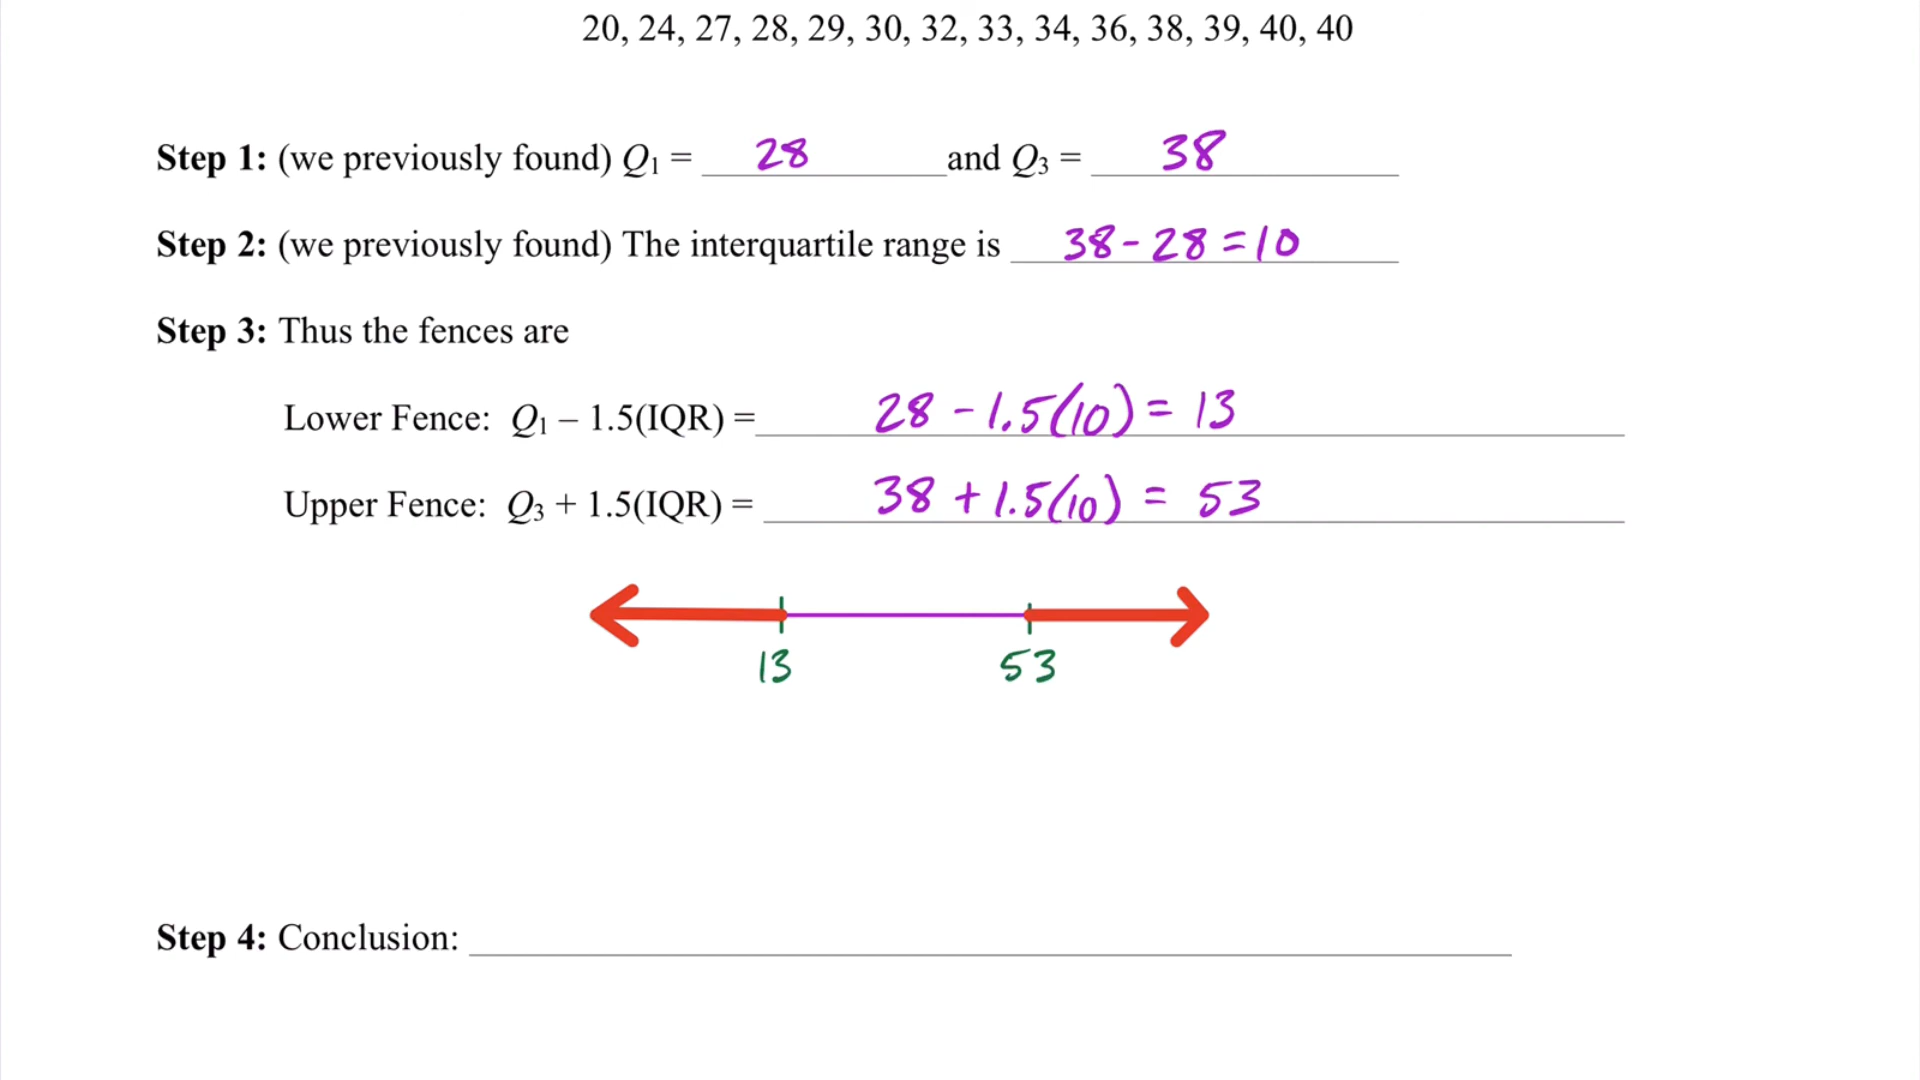 20, 24, 27, 28, 29, 30, 32, 33, 34, 36, 38, 39, 40, 40
Step 1: (we previously found) Q₁ = 28 and Q₃ = 38
Step 2: (we previously found) The interquartile range is 38 - 28 = 10
Step 3: Thus the fences are
Lower Fence: Q₁ – 1.5(IQR) = 28 - 1.5(10) = 13
Upper Fence: Q₃ + 1.5(IQR) = 38 + 1.5(10) = 53
13 53
Step 4: Conclusion: